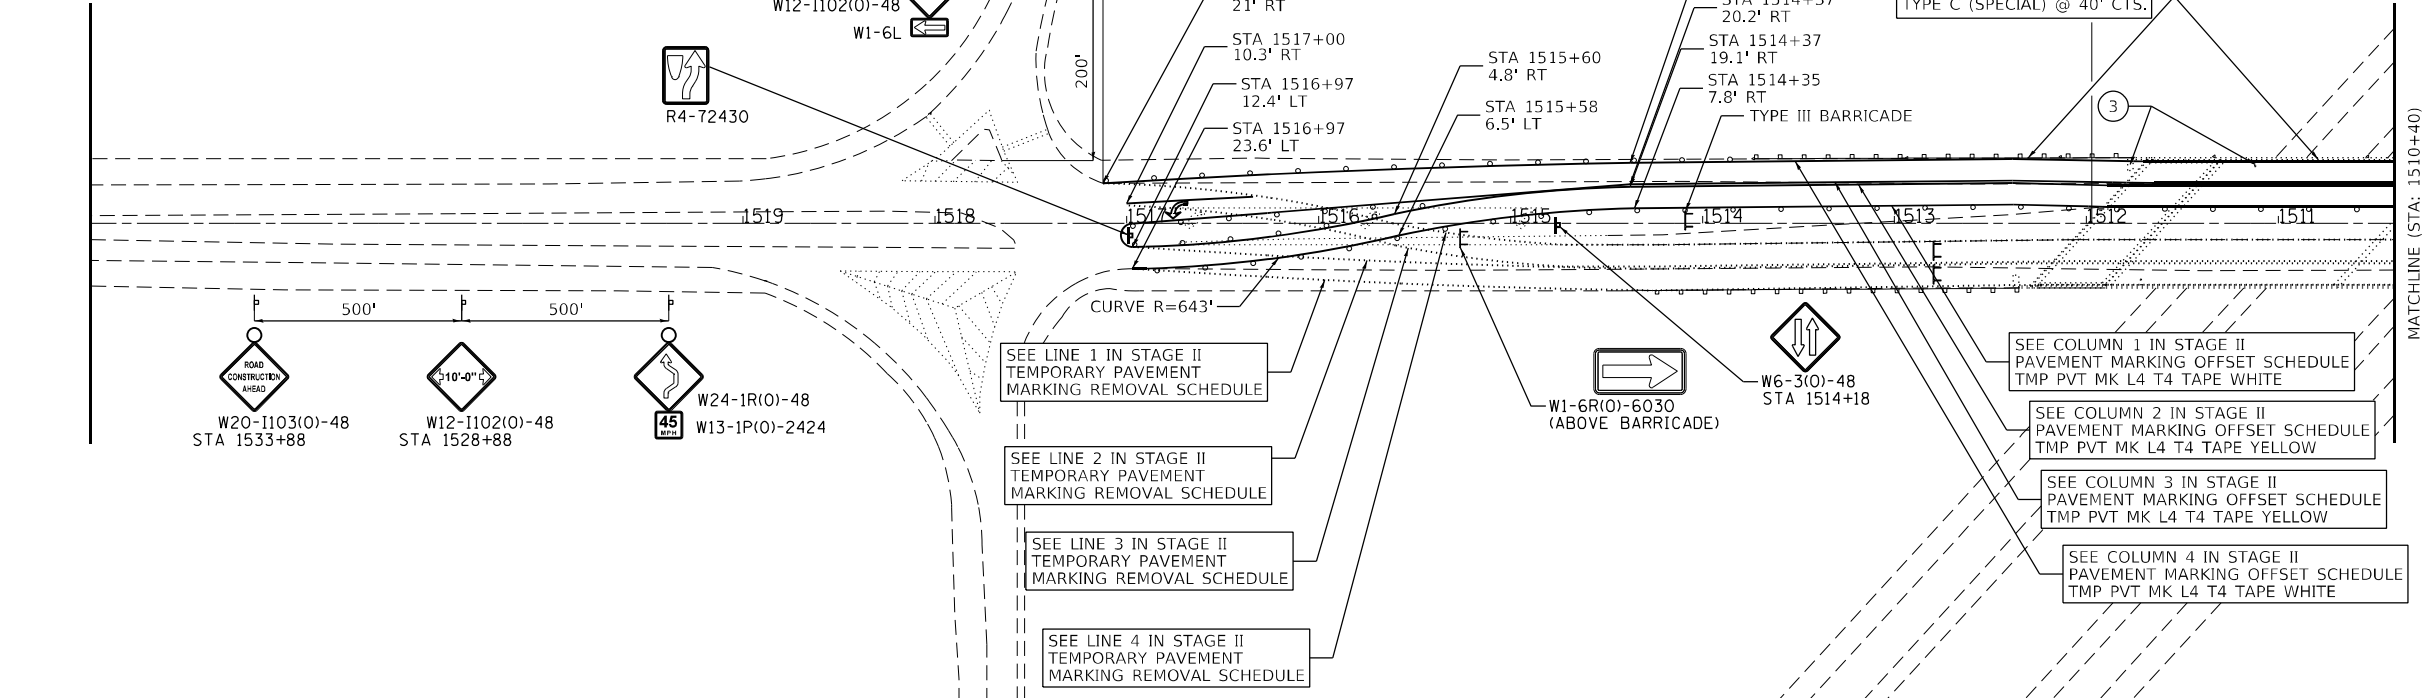 W12-I102(O)-48
W1-6L
R4-72430
21' RT
STA 1517+00
10.3' RT
STA 1516+97
12.4' LT
STA 1516+97
23.6' LT
200'
STA 1515+60
4.8' RT
STA 1515+58
6.5' LT
STA 1514+37
20.2' RT
STA 1514+37
19.1' RT
STA 1514+35
7.8' RT
TYPE III BARRICADE
TYPE C (SPECIAL) @ 40' CTS.
3
MATCHLINE (STA: 1510+40)
1519
1518
1517
1516
1515
1514
1513
1512
1511
500'
500'
CURVE R=643'
ROAD
CONSTRUCTION
AHEAD
W20-I103(O)-48
STA 1533+88
10'-0"
W12-I102(O)-48
STA 1528+88
W24-1R(O)-48
45
MPH
W13-1P(O)-2424
SEE LINE 1 IN STAGE II
TEMPORARY PAVEMENT
MARKING REMOVAL SCHEDULE
SEE LINE 2 IN STAGE II
TEMPORARY PAVEMENT
MARKING REMOVAL SCHEDULE
SEE LINE 3 IN STAGE II
TEMPORARY PAVEMENT
MARKING REMOVAL SCHEDULE
SEE LINE 4 IN STAGE II
TEMPORARY PAVEMENT
MARKING REMOVAL SCHEDULE
W1-6R(O)-6030
(ABOVE BARRICADE)
W6-3(O)-48
STA 1514+18
SEE COLUMN 1 IN STAGE II
PAVEMENT MARKING OFFSET SCHEDULE
TMP PVT MK L4 T4 TAPE WHITE
SEE COLUMN 2 IN STAGE II
PAVEMENT MARKING OFFSET SCHEDULE
TMP PVT MK L4 T4 TAPE YELLOW
SEE COLUMN 3 IN STAGE II
PAVEMENT MARKING OFFSET SCHEDULE
TMP PVT MK L4 T4 TAPE YELLOW
SEE COLUMN 4 IN STAGE II
PAVEMENT MARKING OFFSET SCHEDULE
TMP PVT MK L4 T4 TAPE WHITE